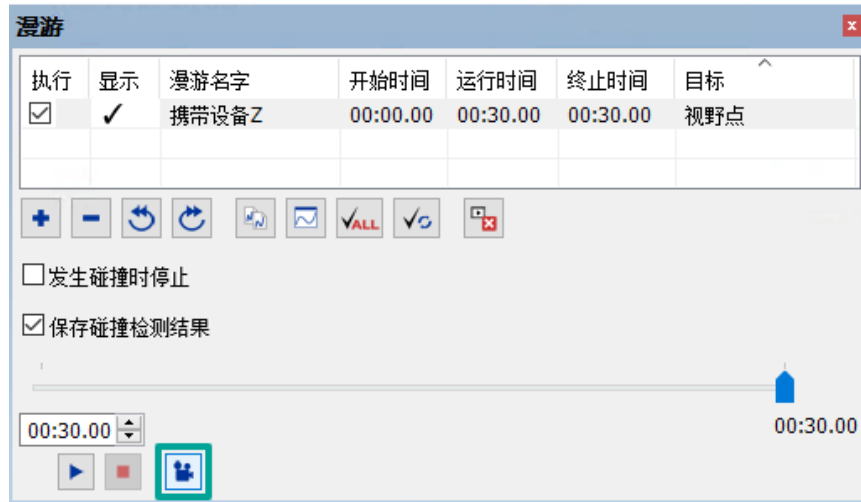 漫游
执行 显示 漫游名字 开始时间 运行时间 终止时间 目标
携带设备Z 00:00.00 00:30.00 00:30.00 视野点
ALL
发生碰撞时停止
保存碰撞检测结果
00:30.00
00:30.00